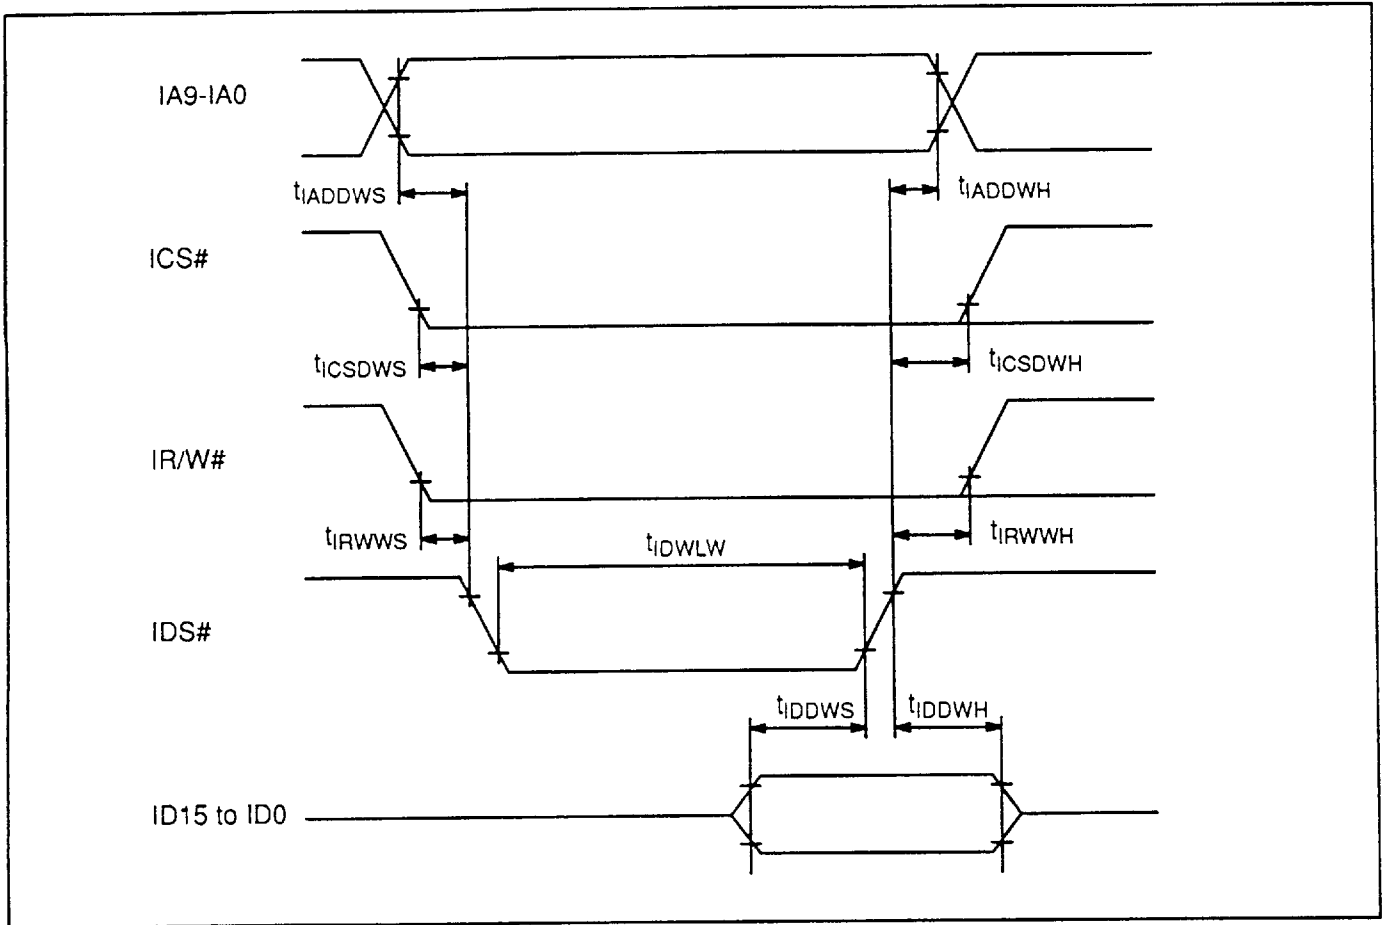 IA9-IA0
tIADDWS
tIADDWH
ICS#
tICSDWS
tICSDWH
IR/W#
tIRWWS
tIDWLW
tIRWWH
IDS#
tIDDWS
tIDDWH
ID15 to ID0